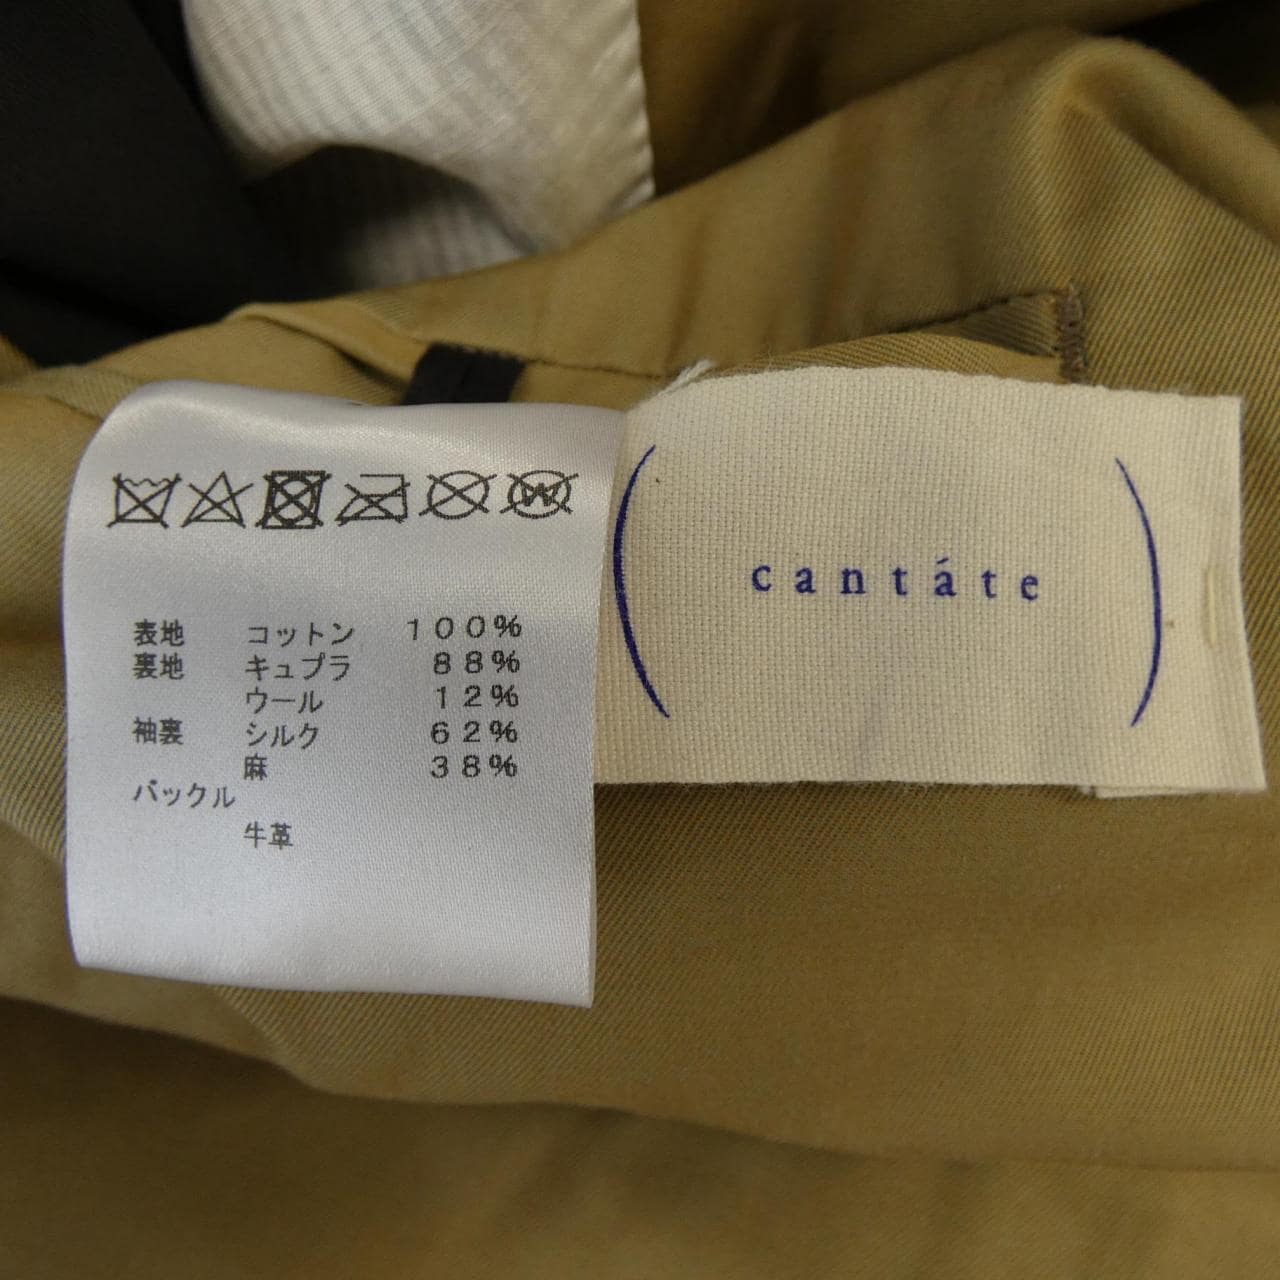 表地 コットン 100%
裏地 キュプラ 88%
ウール 12%
袖裏 シルク 62%
麻 38%
バックル
牛革
( cantáte )